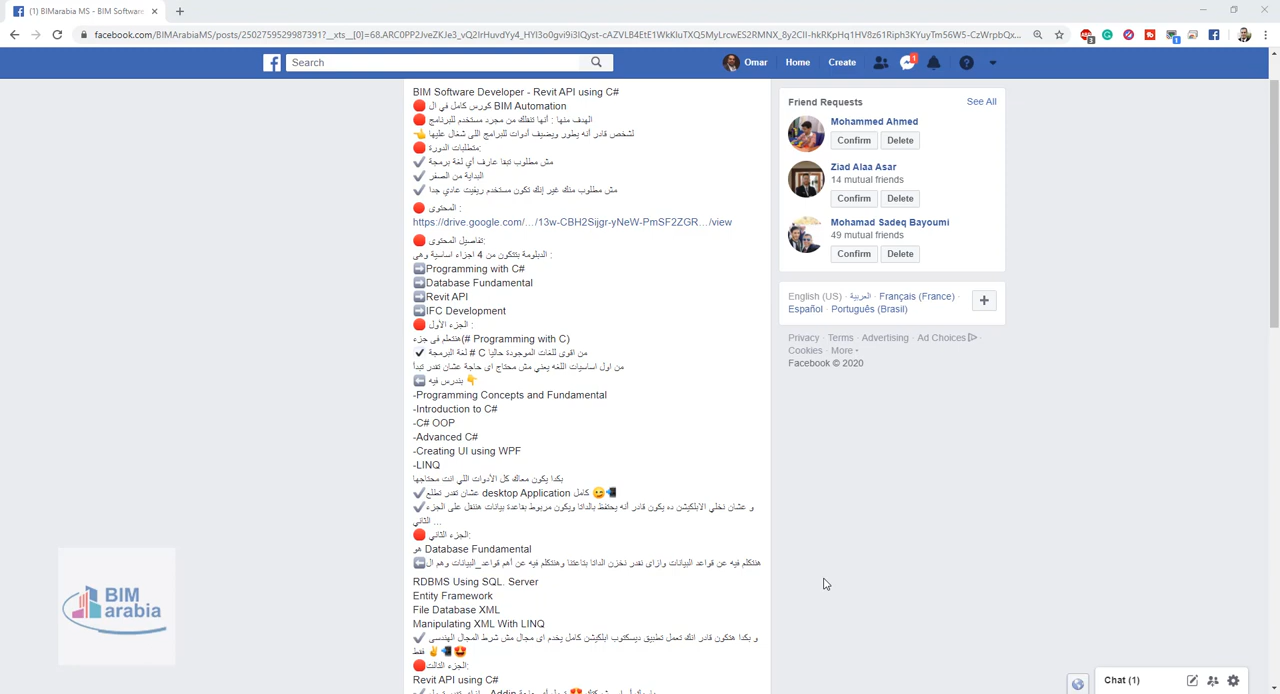 (1) BIMarabia MS - BIM Software
facebook.com/BIMArabiaMS/posts/2502759529987391?__xts__[0]=68.ARC0PP2JveZKJe3_vQ2IrHuvdYy4_HYI3o0gvi9i3IQyst-cAZVLB4EtE1WkKluTXQ5MyLrcwES2RMNX_8y2CII-hkRKpHq1HV8z61Riph3KYuyTm56W5-CzWrpbQx...
Search
Omar
Home
Create
1
BIM Software Developer - Revit API using C#
🔴 كورس كامل في ال BIM Automation
🔴 الهدف منها : أنها تنقلك من مجرد مستخدم للبرنامج
👈 لشخص قادر أنه يطور ويضيف أدوات للبرامج اللى شغال عليها
🔴 متطلبات الدورة:
✔ مش مطلوب تبقا عارف أي لغة برمجة
✔ البداية من الصفر
✔ مش مطلوب منك غير إنك تكون مستخدم ريفيت عادي جدا
🔴 المحتوى :
https://drive.google.com/.../13w-CBH2Sijgr-yNeW-PmSF2ZGR.../view
🔴 تفاصيل المحتوى:
الدبلومة بتتكون من 4 اجزاء اساسية وهى :
➡Programming with C#
➡Database Fundamental
➡Revit API
➡IFC Development
🔴 الجزء الأول :
هنتعلم فى جزء (# Programming with C)
✔ لغة البرمجة # C من اقوى للغات الموجودة حاليا
من اول اساسيات اللغه يعني مش محتاج اى حاجة عشان تقدر تبدأ
⬅ بندرس فيه 👇
-Programming Concepts and Fundamental
-Introduction to C#
-C# OOP
-Advanced C#
-Creating UI using WPF
-LINQ
بكدا يكون معاك كل الأدوات اللي انت محتاجها
✔عشان تقدر تطلع desktop Application كامل 😉📲
✔و عشان نخلي الابلكيشن ده يكون قادر أنه يحتفظ بالداتا ويكون مربوط بقاعدة بيانات هننقل على الجزء
الثاني ...
🔴 الجزء الثاني:
هو Database Fundamental
⬅هنتكلم فيه عن قواعد البيانات وازاى نقدر نخزن الداتا بتاعتنا وهنتكلم فيه عن أهم قواعد_البيانات وهم ال
RDBMS Using SQL. Server
Entity Framework
File Database XML
Manipulating XML With LINQ
✔ و بكدا هتكون قادر انك تعمل تطبيق ديسكتوب ابلكيشن كامل يخدم اى مجال مش شرط المجال الهندسى
فقط ✌📲😍
🔴الجزء الثالث:
Revit API using C#
Friend Requests
See All
Mohammed Ahmed
Confirm
Delete
Ziad Alaa Asar
14 mutual friends
Confirm
Delete
Mohamad Sadeq Bayoumi
49 mutual friends
Confirm
Delete
English (US) · العربية · Français (France) ·
Español · Português (Brasil)
Privacy · Terms · Advertising · Ad Choices ·
Cookies · More
Facebook © 2020
BIM
arabia
Chat (1)